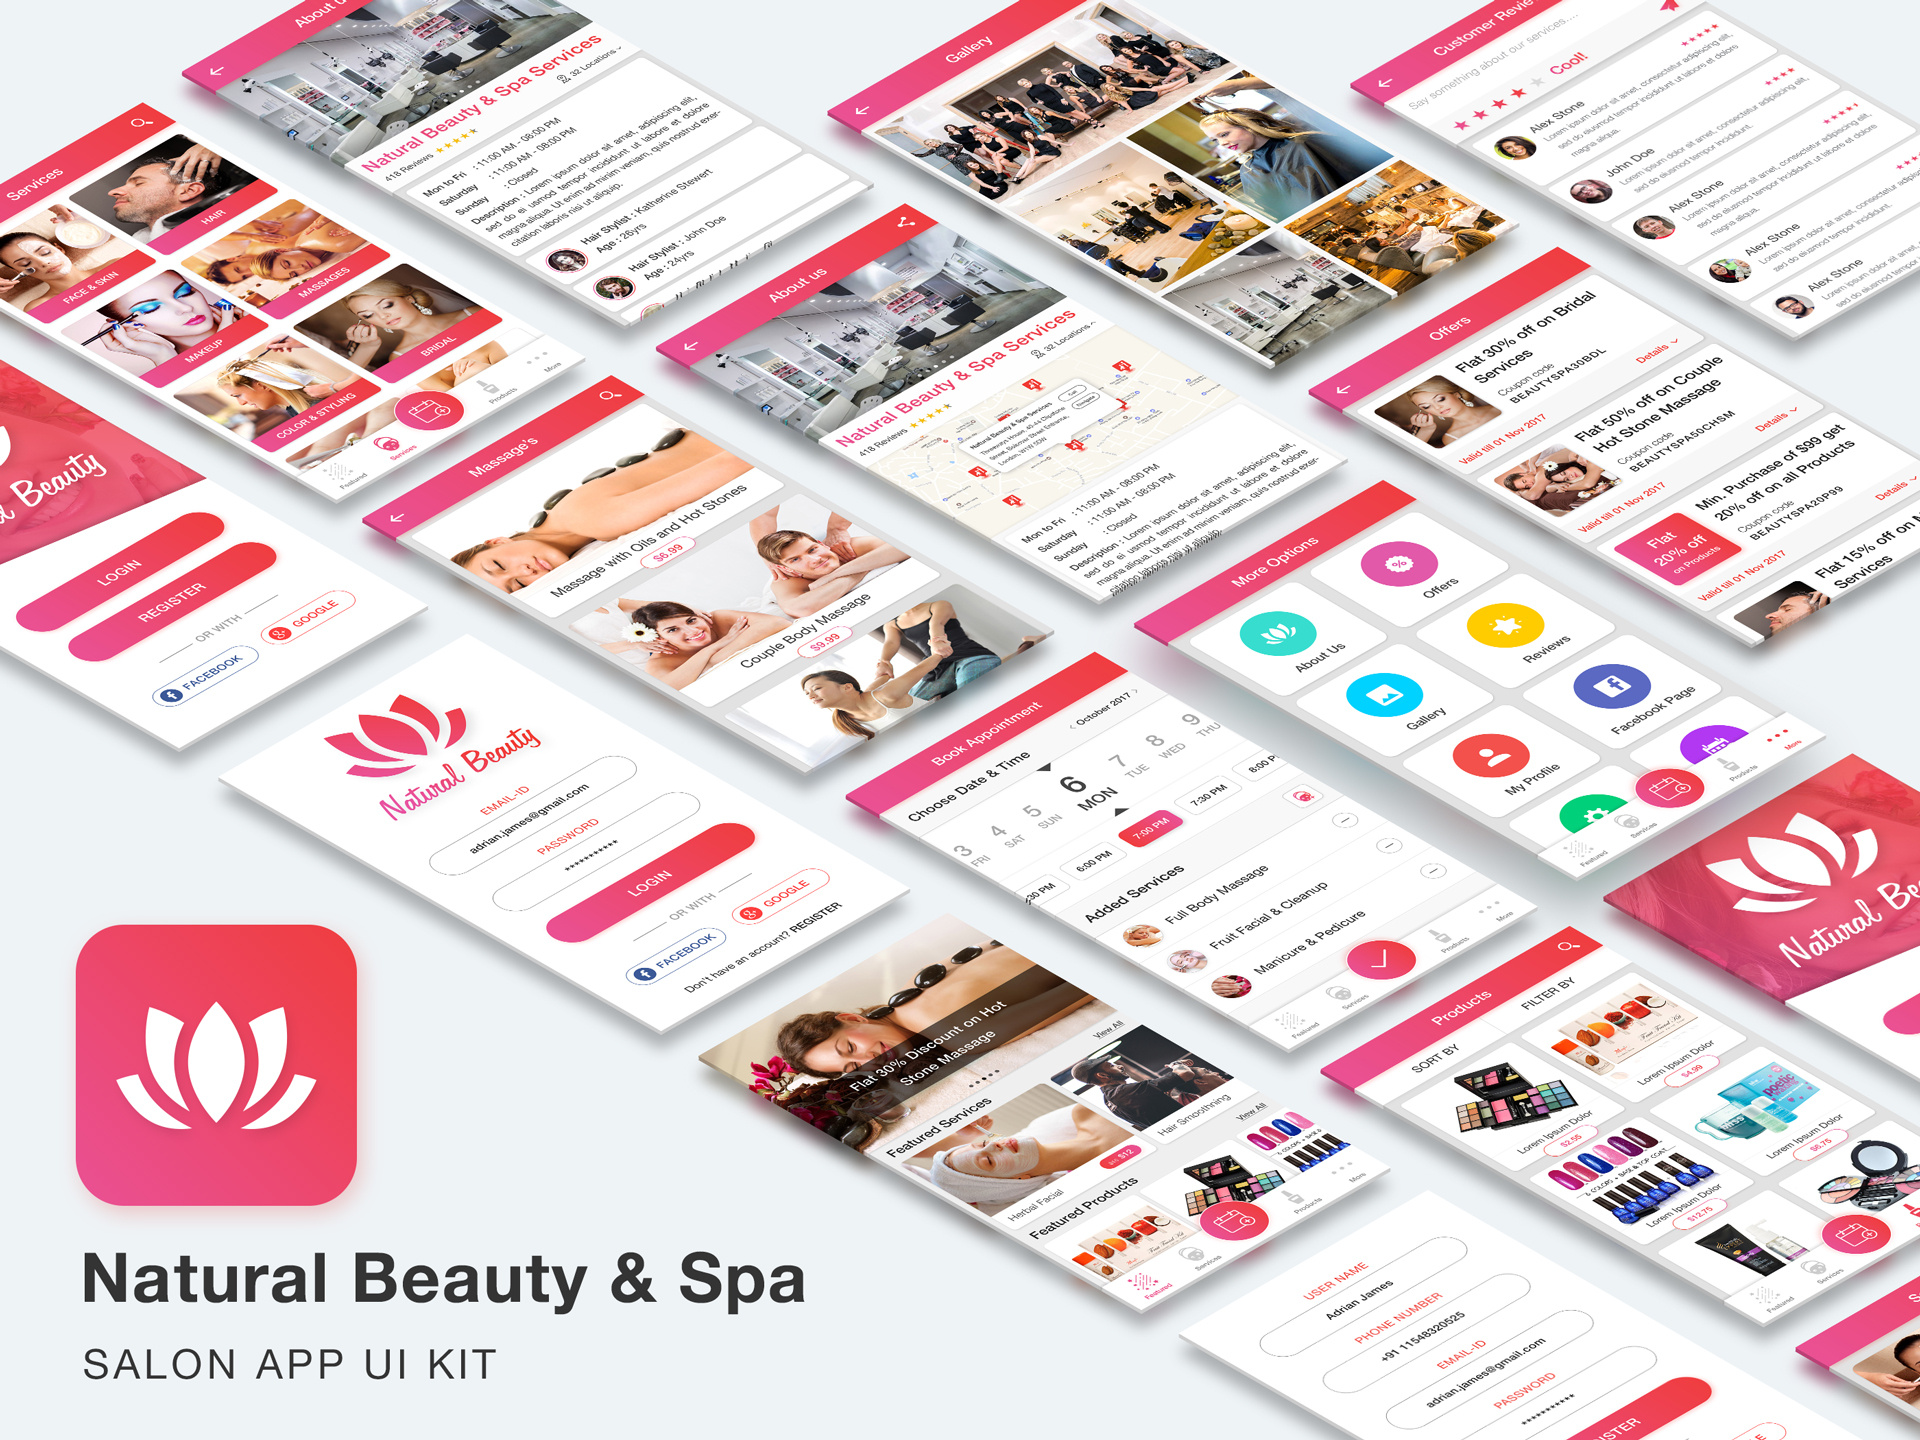 Natural Beauty & Spa
SALON APP UI KIT
Services
HAIR
FACE & SKIN
MASSAGES
MAKEUP
BRIDAL
COLOR & STYLING
Featured
Services
Products
More
About u
Natural Beauty & Spa Services
418 Reviews
32 Locations
Mon to Fri : 11:00 AM - 08:00 PM
Saturday : 11:00 AM - 08:00 PM
Sunday : Closed
Description : Lorem ipsum dolor sit amet, adipiscing elit,
sed do ei usmod tempor incididunt ut labore et dolore
magna aliqua. Ut enim ad minim veniam, quis nostrud exer-
citation laboris nisi ut aliquip.
Hair Stylist : Katherine Stewert
Age : 26yrs
Hair Stylist : John Doe
Age : 24yrs
Gallery
Customer Revie
Say something about our services.....
Cool!
Alex Stone
Lorem ipsum dolor sit amet, consectetur adipiscing elit,
sed do eiusmod tempor incididunt ut labore et dolore
magna aliqua.
John Doe
Lorem ipsum dolor sit amet, consectetur adipiscing elit,
sed do eiusmod tempor incididunt.
Alex Stone
Lorem ipsum dolor sit amet, consectetur adipiscing elit,
sed do eiusmod tempor incididunt ut labore et dolore
magna aliqua.
Alex Stone
Lorem ipsum dolor sit amet, consectetur
sed do eiusmod tempor incididunt.
Alex Stone
Lorem ipsum dolor sit amet,
sed do eiusmod tempor
d Beauty
LOGIN
REGISTER
OR WITH
FACEBOOK
GOOGLE
Massage's
Massage with Oils and Hot Stones
$6.99
Couple Body Massage
$9.99
About us
Natural Beauty & Spa Services
418 Reviews
32 Locations
Natural Beauty & Spa Services
Mon to Fri : 11:00 AM - 08:00 PM
Saturday : 11:00 AM - 08:00 PM
Sunday : Closed
Description : Lorem ipsum dolor sit amet, adipiscing elit,
sed do ei usmod tempor incididunt ut labore et dolore
magna aliqua. Ut enim ad minim veniam, quis nostrud exer-
citation laboris nisi ut aliquip.
Offers
Flat 30% off on Bridal
Services
Coupon code
BEAUTYSPA30BDL
Details
Valid till 01 Nov 2017
Flat 50% off on Couple
Hot Stone Massage
Coupon code
BEAUTYSPA50CHSM
Details
Valid till 01 Nov 2017
Flat
20% off
on Products
Min. Purchase of $99 get
20% off on all Products
Coupon code
BEAUTYSPA20P99
Details
Valid till 01 Nov 2017
Flat 15% off on
Services
Natural Beauty
EMAIL-ID
adrian.james@gmail.com
PASSWORD
***********
LOGIN
OR WITH
FACEBOOK
GOOGLE
Don't have an account? REGISTER
Book Appointment
Choose Date & Time
October 2017
3 4 5 6 7 8 9
FRI SAT SUN MON TUE WED THU
:30 PM
6:00 PM
7:00 PM
7:30 PM
8:00 P
Added Services
Full Body Massage
Fruit Facial & Cleanup
Manicure & Pedicure
Featured
Services
Products
More
More Options
Offers
About Us
Reviews
Gallery
Facebook Page
My Profile
Featured
Services
Products
More
Natural Be
Flat 30% Discount on Hot
Stone Massage
Featured Services
View All
Herbal Facial
$12
Hair Smoothning
Featured Products
View All
Featured
Services
Products
More
Products
SORT BY
FILTER BY
Lorem Ipsum Dolor
$2.55
Lorem Ipsum Dolor
$4.99
6 COLORS + BASE & TOP COAT
Lorem Ipsum Dolor
$12.75
poetic
Lorem Ipsum Dolor
$6.75
Featured
Services
USER NAME
Adrian James
PHONE NUMBER
+91 11548320525
EMAIL-ID
adrian.james@gmail.com
PASSWORD
***********
ISTER